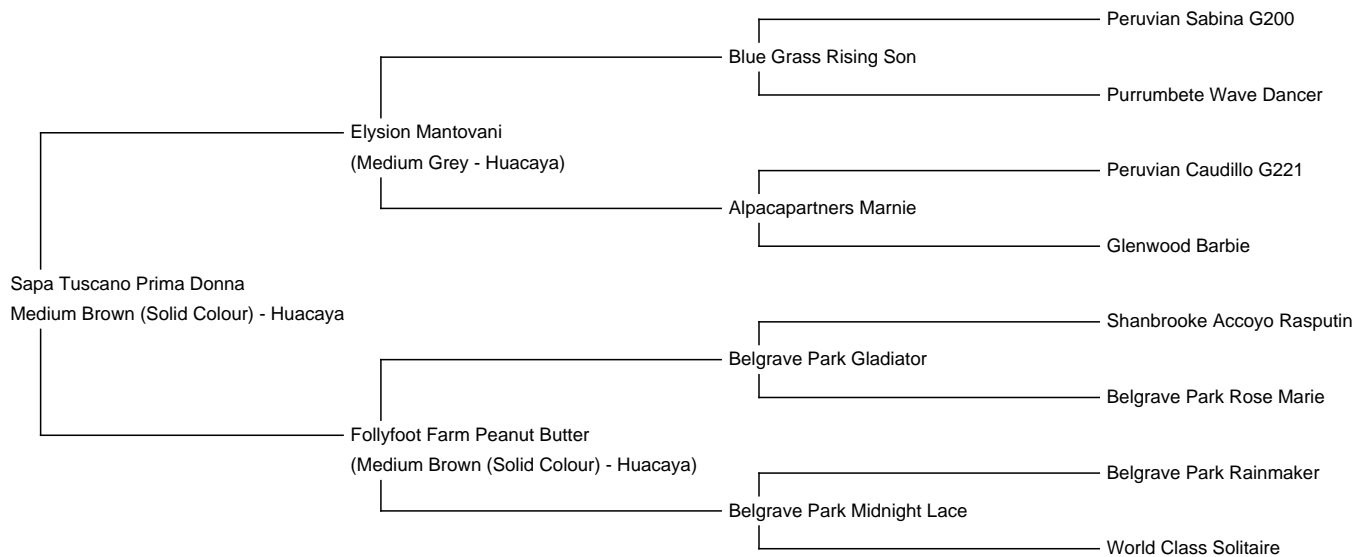 Peruvian Sabina G200
Blue Grass Rising Son
Purrumbete Wave Dancer
Elysion Mantovani
(Medium Grey - Huacaya)
Peruvian Caudillo G221
Alpacapartners Marnie
Glenwood Barbie
Sapa Tuscano Prima Donna
Medium Brown (Solid Colour) - Huacaya
Shanbrooke Accoyo Rasputin
Belgrave Park Gladiator
Belgrave Park Rose Marie
Follyfoot Farm Peanut Butter
(Medium Brown (Solid Colour) - Huacaya)
Belgrave Park Rainmaker
Belgrave Park Midnight Lace
World Class Solitaire